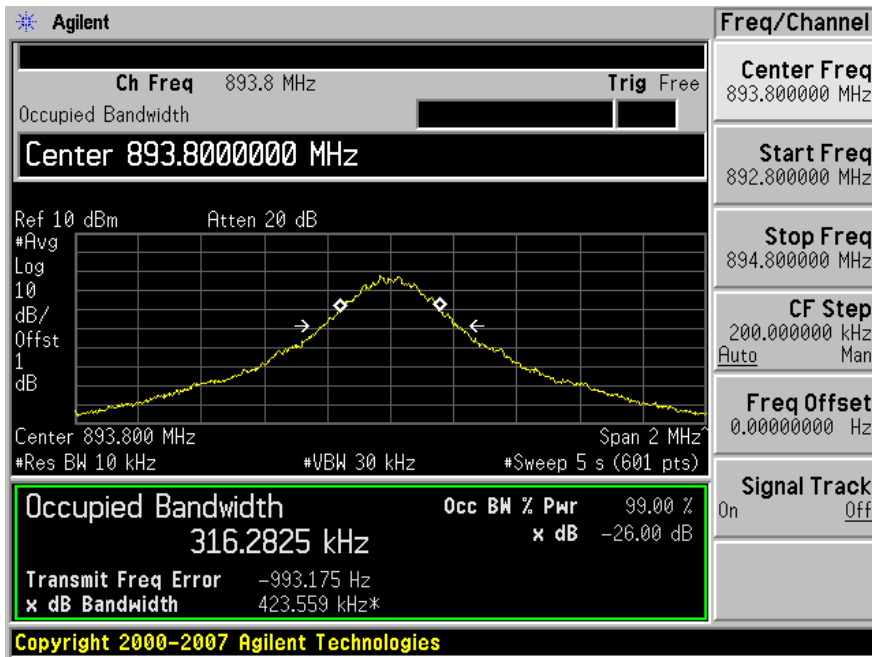 Agilent
Freq/Channel
Ch Freq 893.8 MHz Trig Free
Occupied Bandwidth
Center 893.8000000 MHz
Ref 10 dBm Atten 20 dB
#Avg
Log
10
dB/
Offst
1
dB
Center 893.800 MHz Span 2 MHz^
#Res BW 10 kHz #VBW 30 kHz #Sweep 5 s (601 pts)
Occupied Bandwidth Occ BW % Pwr 99.00 %
316.2825 kHz x dB -26.00 dB
Transmit Freq Error -993.175 Hz
x dB Bandwidth 423.559 kHz*
Center Freq
893.800000 MHz
Start Freq
892.800000 MHz
Stop Freq
894.800000 MHz
CF Step
200.000000 kHz
Auto Man
Freq Offset
0.00000000 Hz
Signal Track
On Off
Copyright 2000-2007 Agilent Technologies